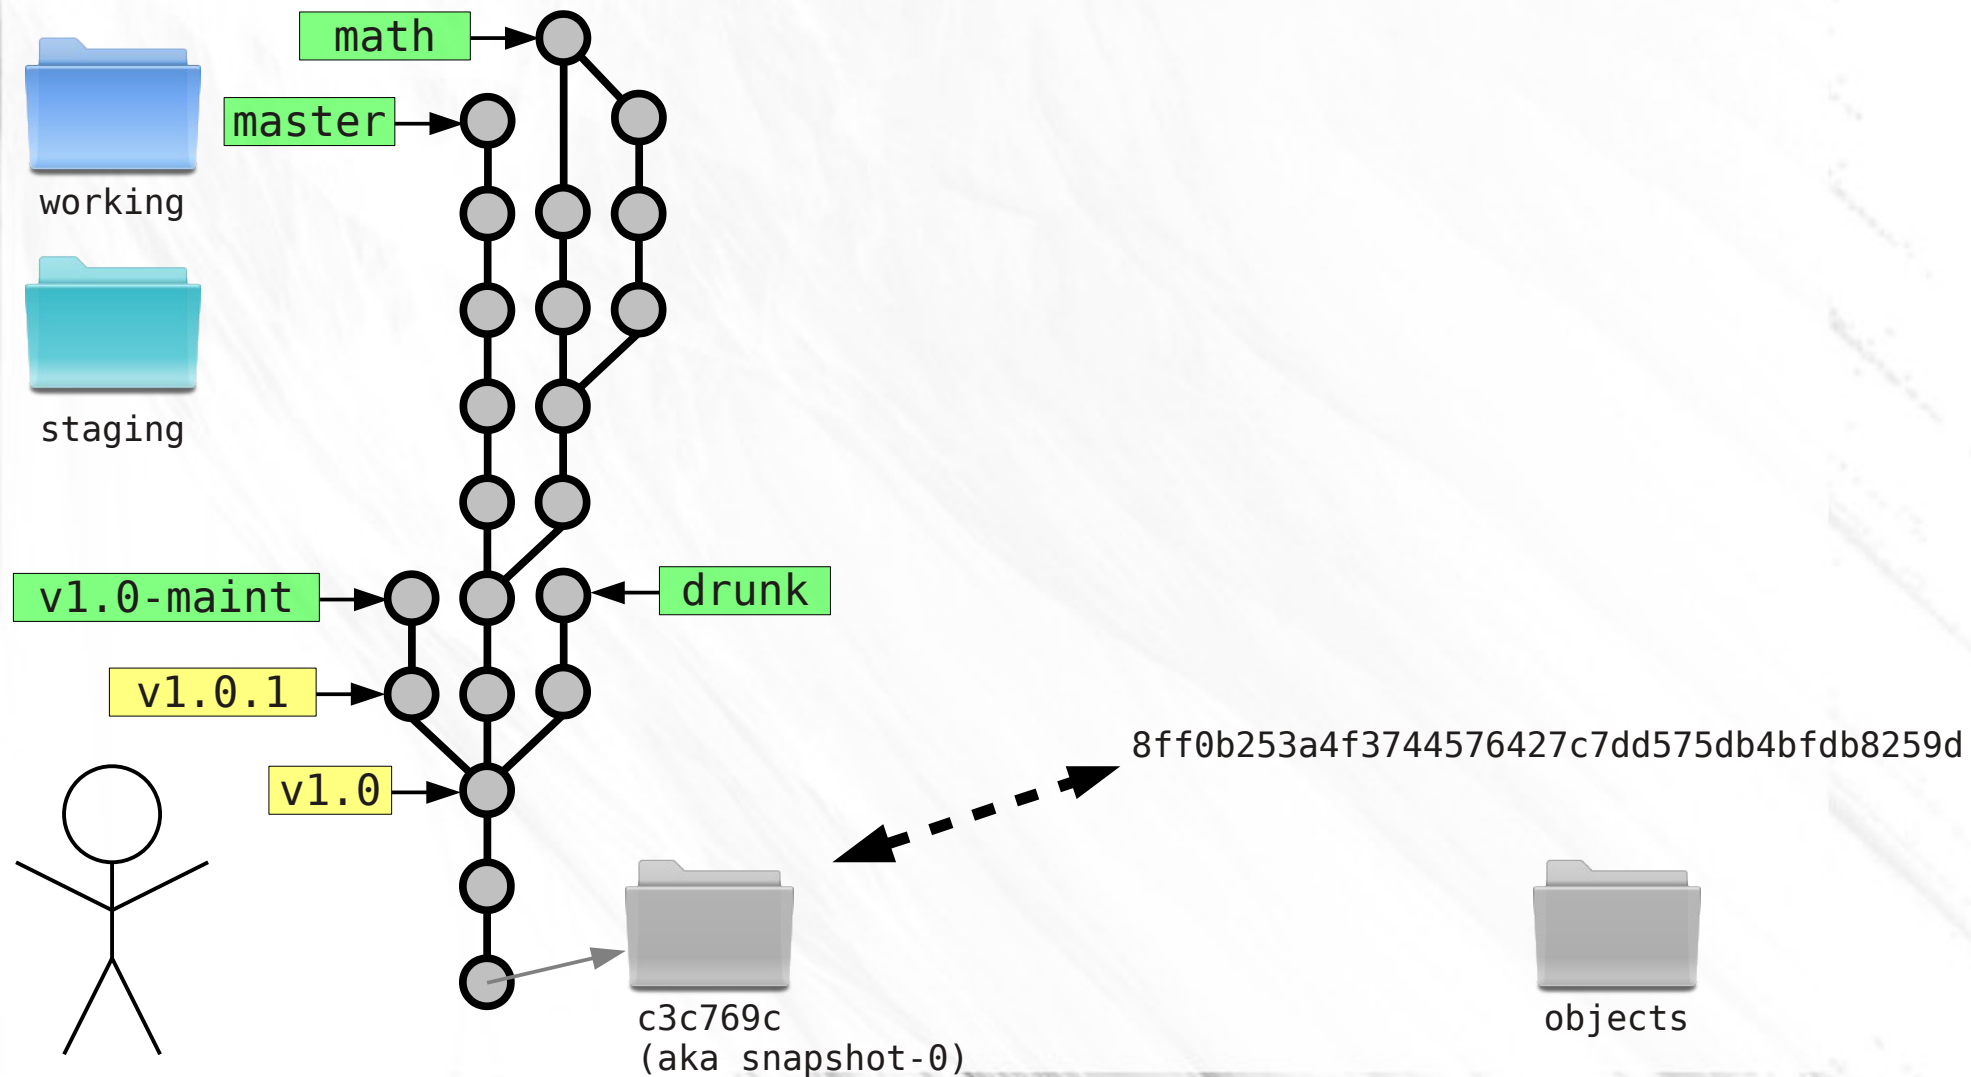 math
master
working
staging
v1.0-maint
drunk
v1.0.1
8ff0b253a4f3744576427c7dd575db4bfdb8259d
v1.0
c3c769c
(aka snapshot-0)
objects